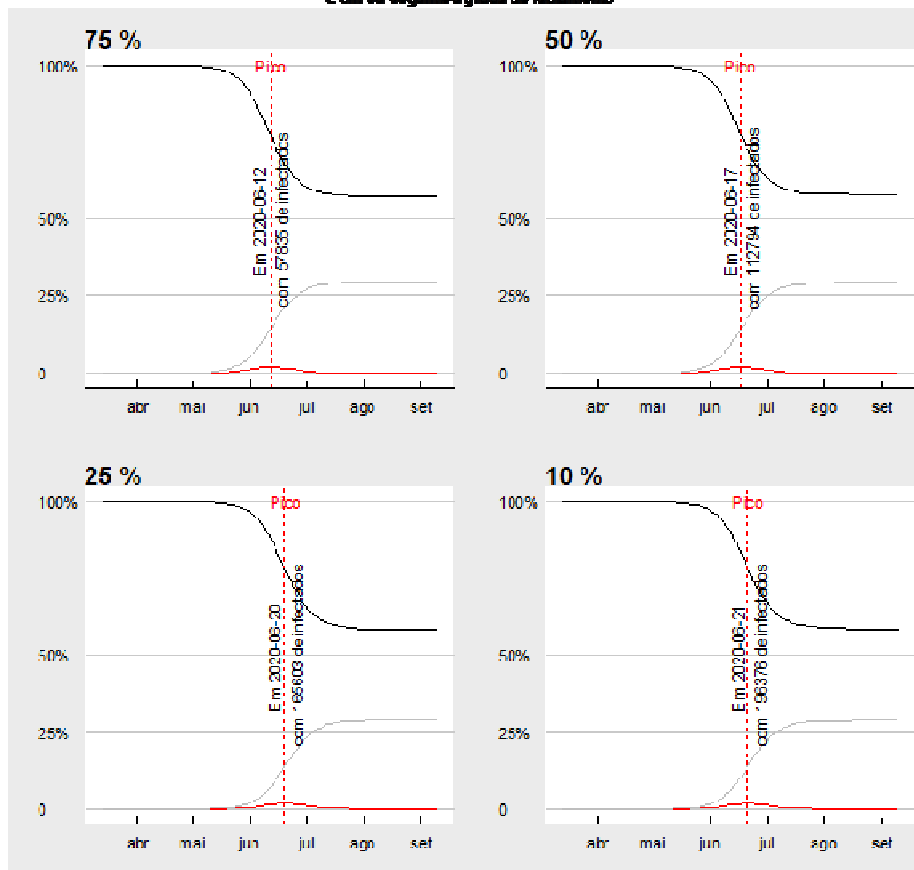 75 %
100%
50%
25%
0
Pico
Em 2020-06-12
com 57835 de infectados
abr mai jun jul ago set
50 %
100%
50%
25%
0
Pico
Em 2020-06-17
com 112794 de infectados
abr mai jun jul ago set
25 %
100%
50%
25%
0
Pico
Em 2020-06-20
com 165603 de infectados
abr mai jun jul ago set
10 %
100%
50%
25%
0
Pico
Em 2020-06-21
com 196376 de infectados
abr mai jun jul ago set